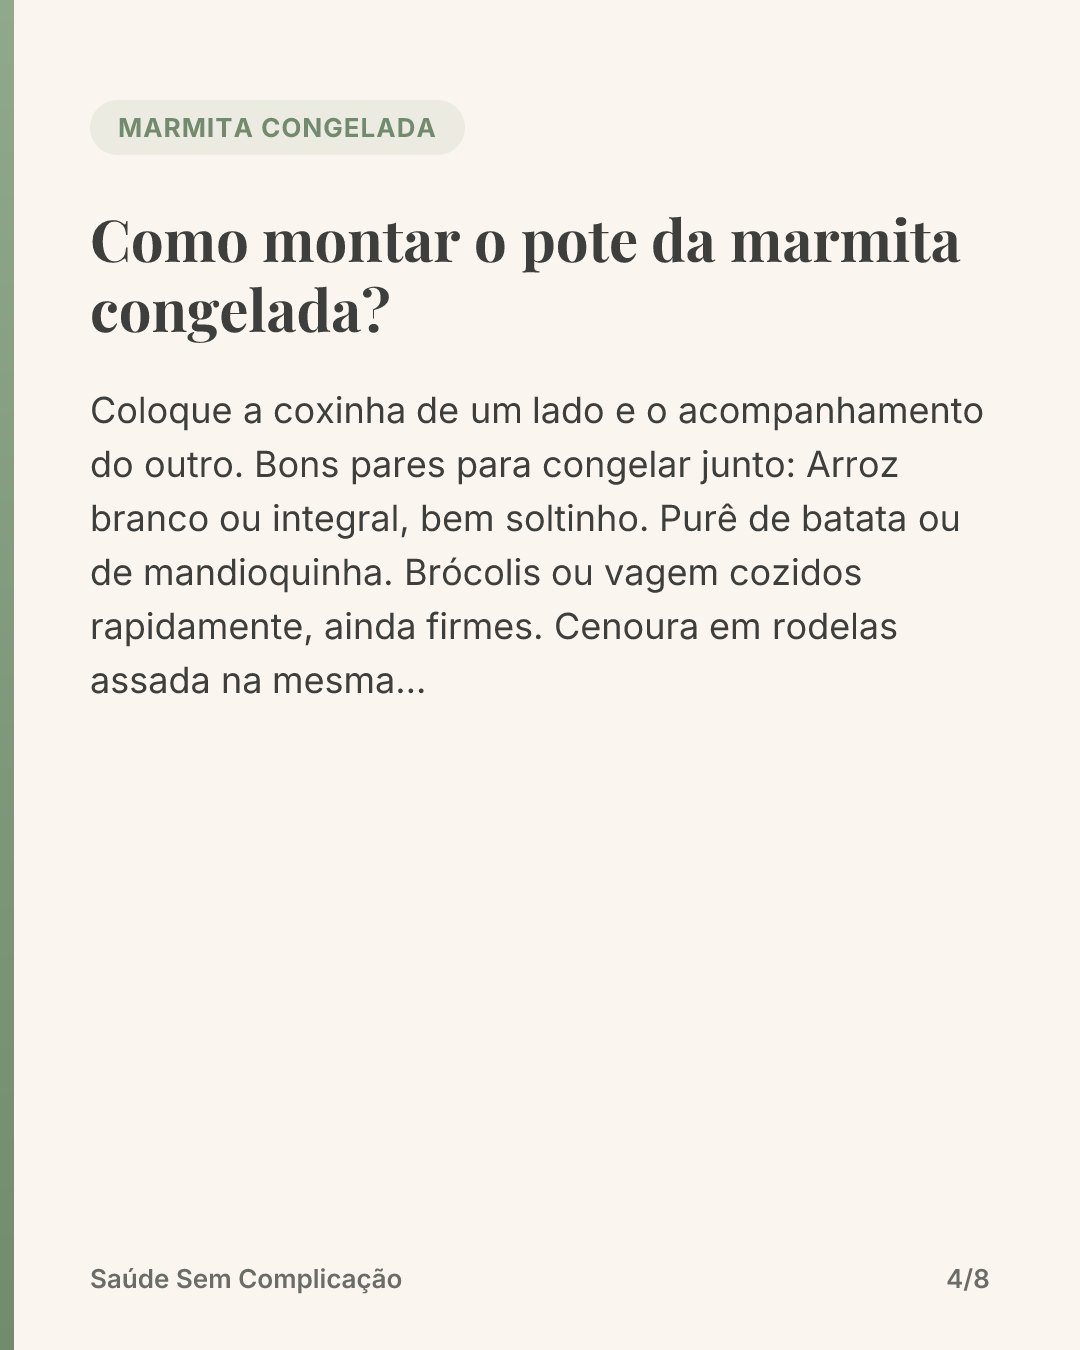 MARMITA CONGELADA
Como montar o pote da marmita
congelada?
Coloque a coxinha de um lado e o acompanhamento
do outro. Bons pares para congelar junto: Arroz
branco ou integral, bem soltinho. Purê de batata ou
de mandioquinha. Brócolis ou vagem cozidos
rapidamente, ainda firmes. Cenoura em rodelas
assada na mesma...
Saúde Sem Complicação
4/8